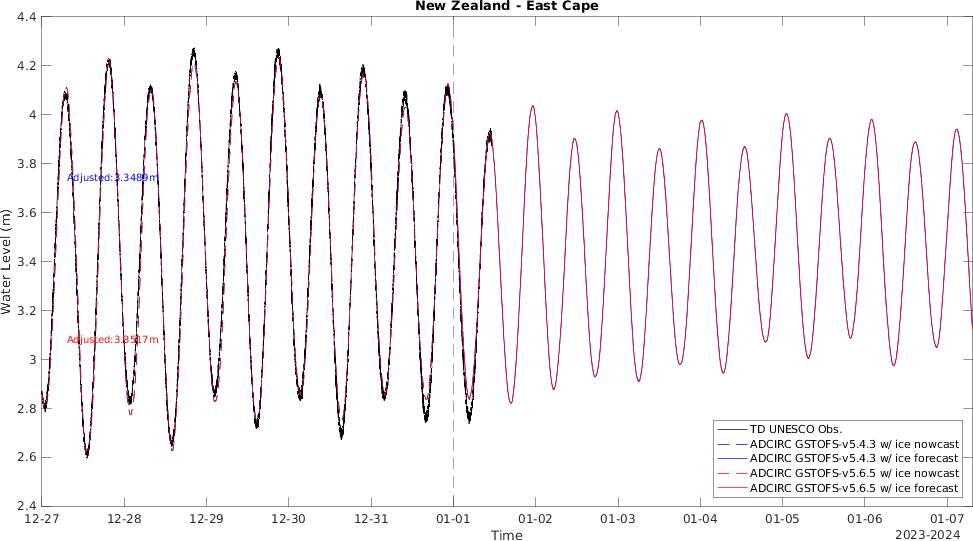 New Zealand - East Cape
4.4
4.2
4
3.8
3.6
3.4
3.2
3
2.8
2.6
2.4
Water Level (m)
Adjusted:3.3489m
Adjusted:3.3517m
TD UNESCO Obs.
ADCIRC GSTOFS-v5.4.3 w/ ice nowcast
ADCIRC GSTOFS-v5.4.3 w/ ice forecast
ADCIRC GSTOFS-v5.6.5 w/ ice nowcast
ADCIRC GSTOFS-v5.6.5 w/ ice forecast
12-27 12-28 12-29 12-30 12-31 01-01 01-02 01-03 01-04 01-05 01-06 01-07
Time
2023-2024